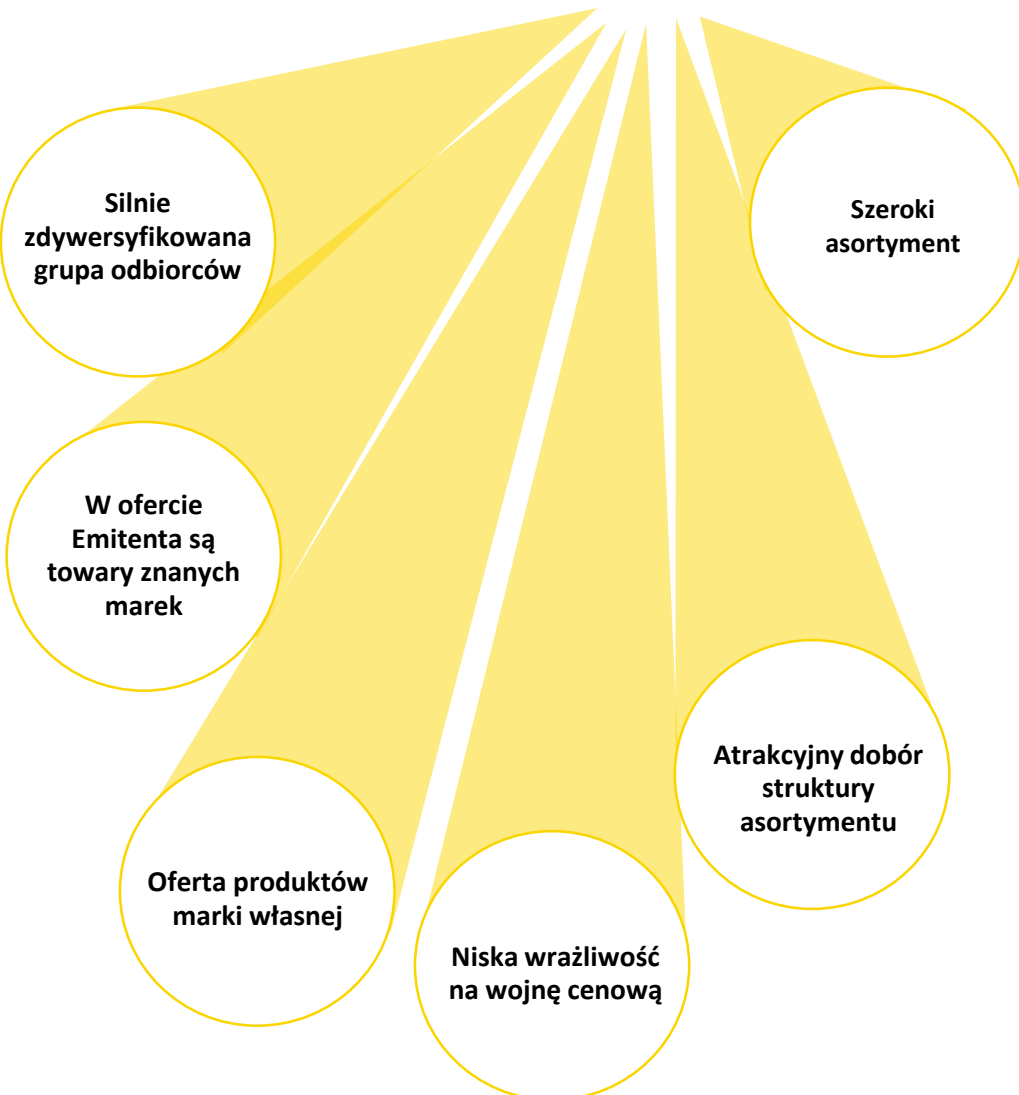 Silnie
zdywersyfikowana
grupa odbiorców
Szeroki
asortyment
W ofercie
Emitenta są
towary znanych
marek
Atrakcyjny dobór
struktury
asortymentu
Oferta produktów
marki własnej
Niska wrażliwość
na wojnę cenową